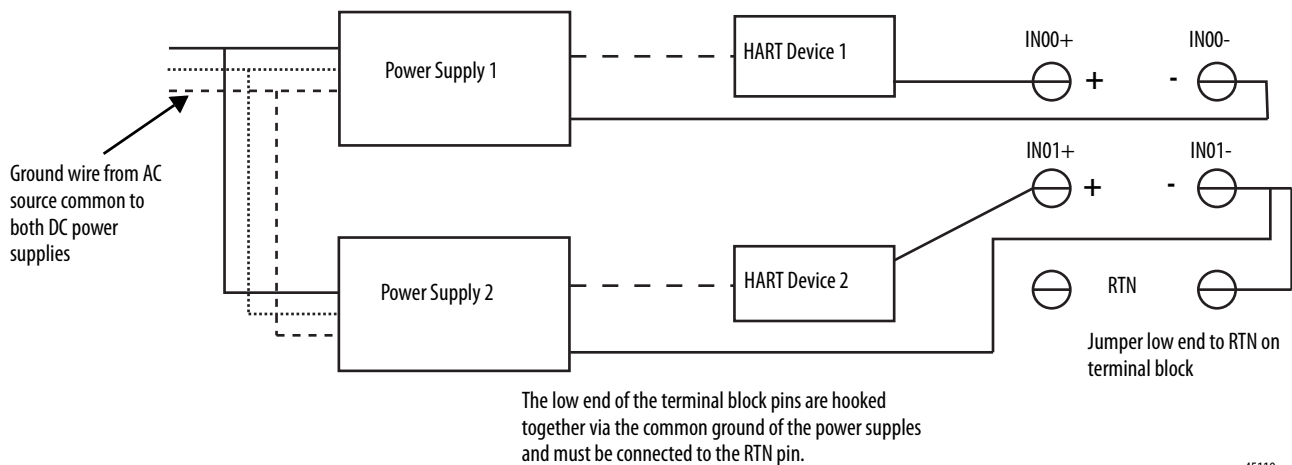 Power Supply 1
HART Device 1
IN00+
IN00-
+
-
Ground wire from AC
source common to
both DC power
supplies
IN01+
IN01-
+
-
Power Supply 2
HART Device 2
RTN
Jumper low end to RTN on
terminal block
The low end of the terminal block pins are hooked
together via the common ground of the power supples
and must be connected to the RTN pin.